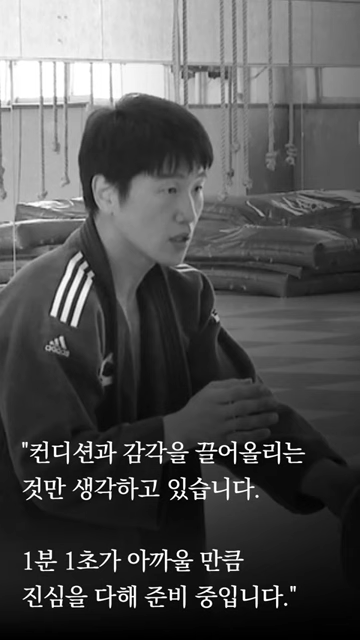 adidas
"컨디션과 감각을 끌어올리는
것만 생각하고 있습니다.
1분 1초가 아까울 만큼
진심을 다해 준비 중입니다."